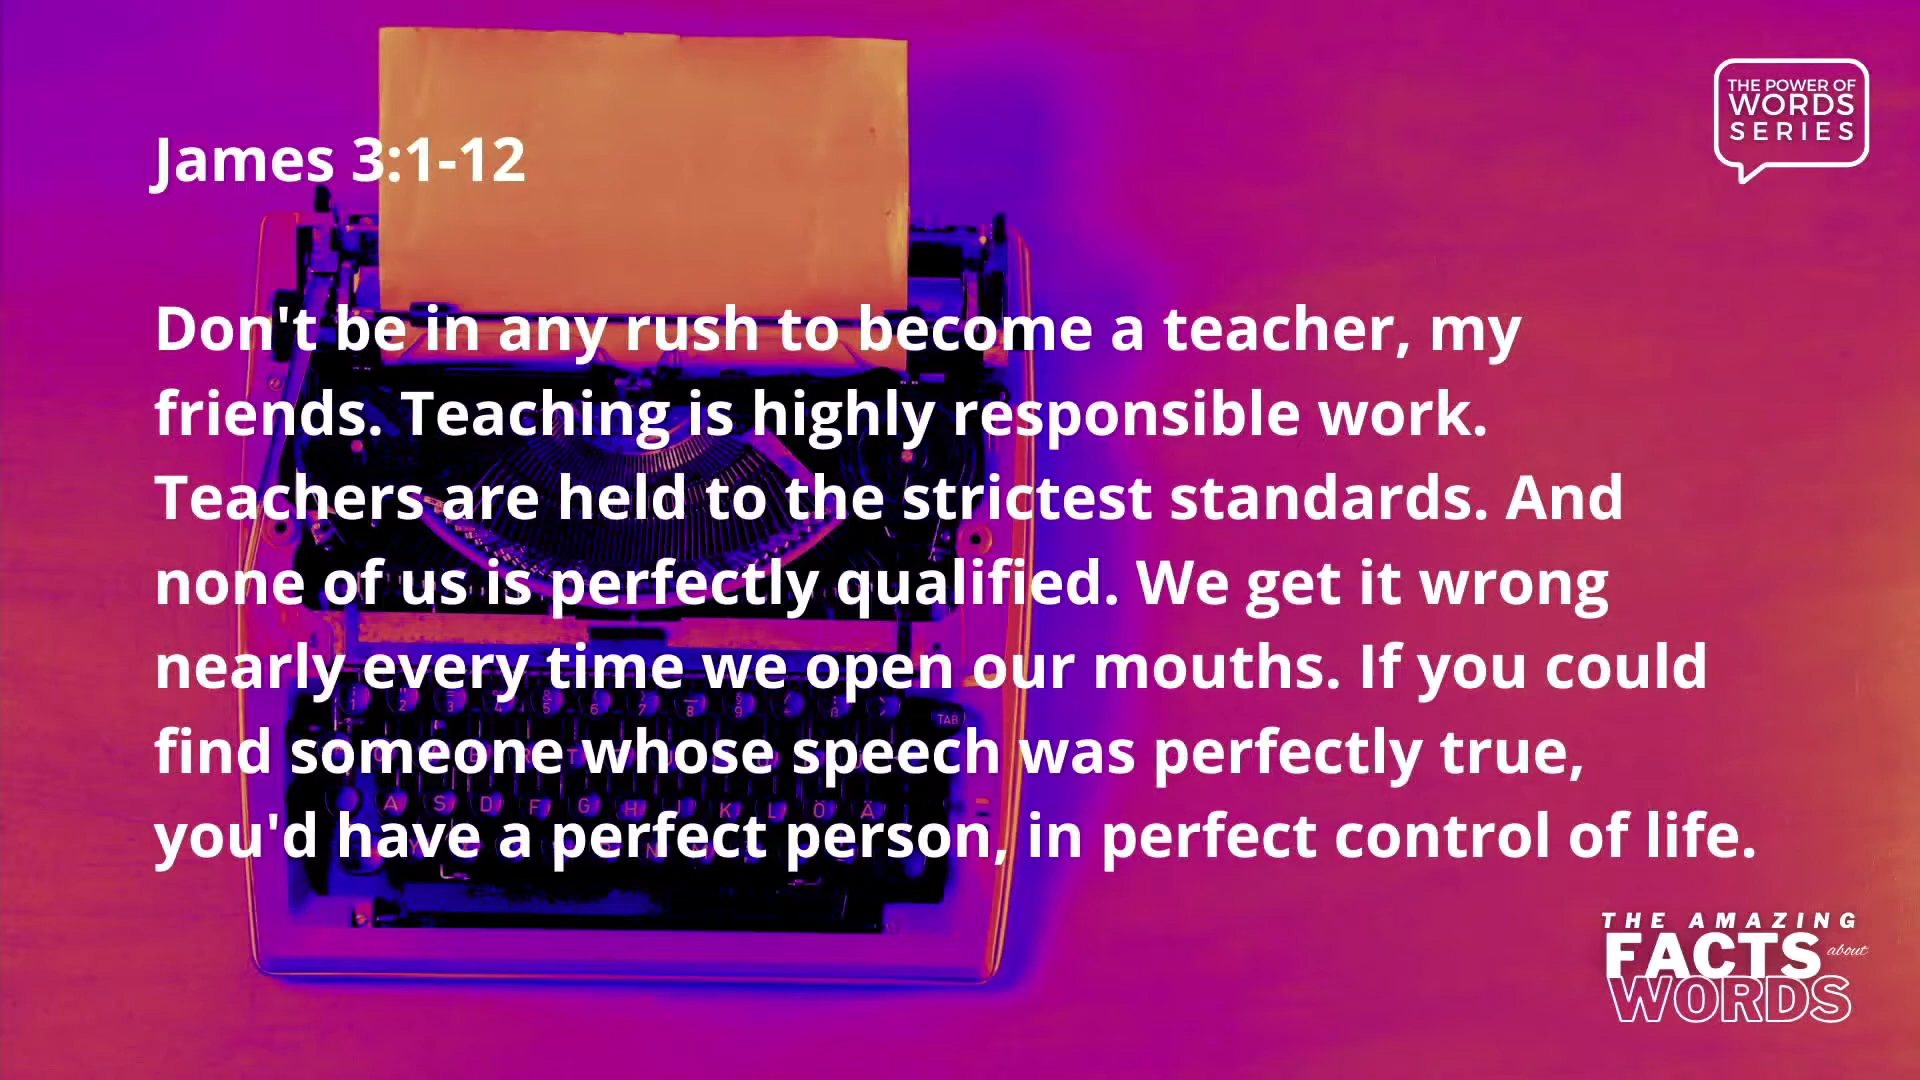 THE POWER OF
WORDS
SERIES
James 3:1-12
Don't be in any rush to become a teacher, my
friends. Teaching is highly responsible work.
Teachers are held to the strictest standards. And
none of us is perfectly qualified. We get it wrong
nearly every time we open our mouths. If you could
find someone whose speech was perfectly true,
you'd have a perfect person, in perfect control of life.
TAB
A S D F G H J K L Ö Ä
THE AMAZING
FACTS about
WORDS